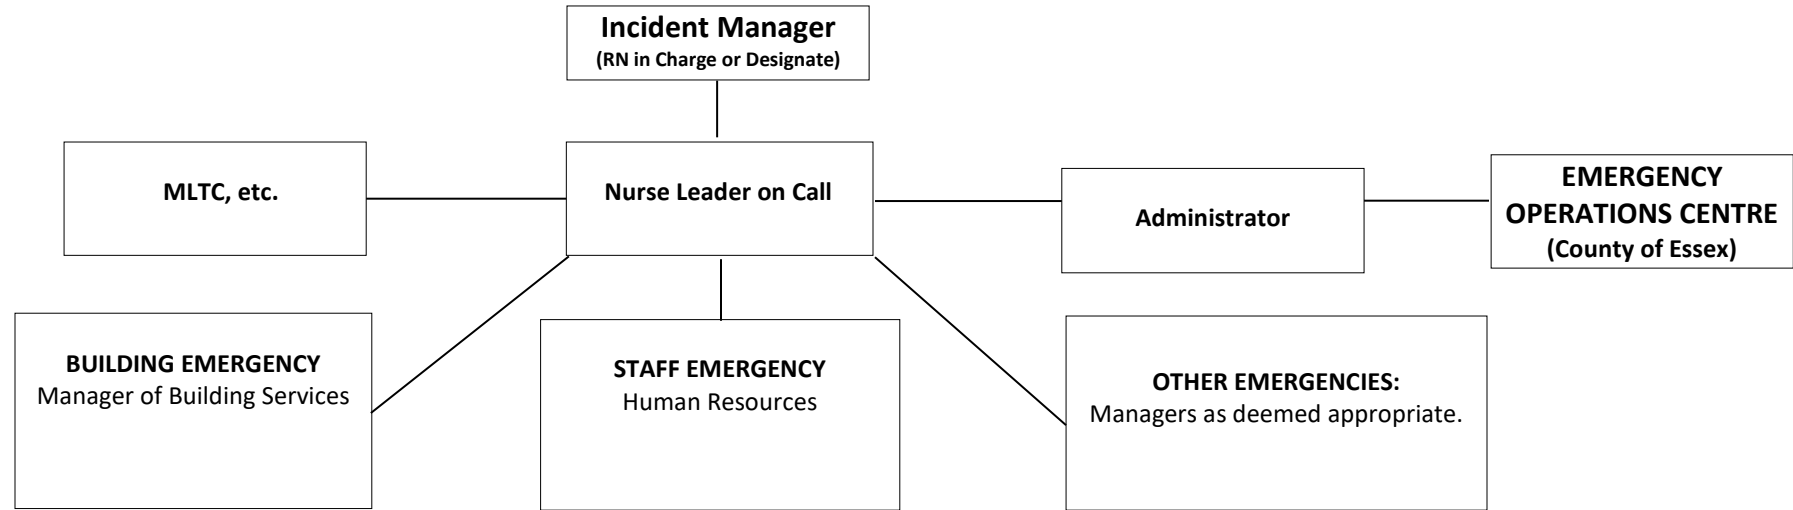 Incident Manager
(RN in Charge or Designate)
MLTC, etc.
Nurse Leader on Call
Administrator
EMERGENCY
OPERATIONS CENTRE
(County of Essex)
BUILDING EMERGENCY
Manager of Building Services
STAFF EMERGENCY
Human Resources
OTHER EMERGENCIES:
Managers as deemed appropriate.